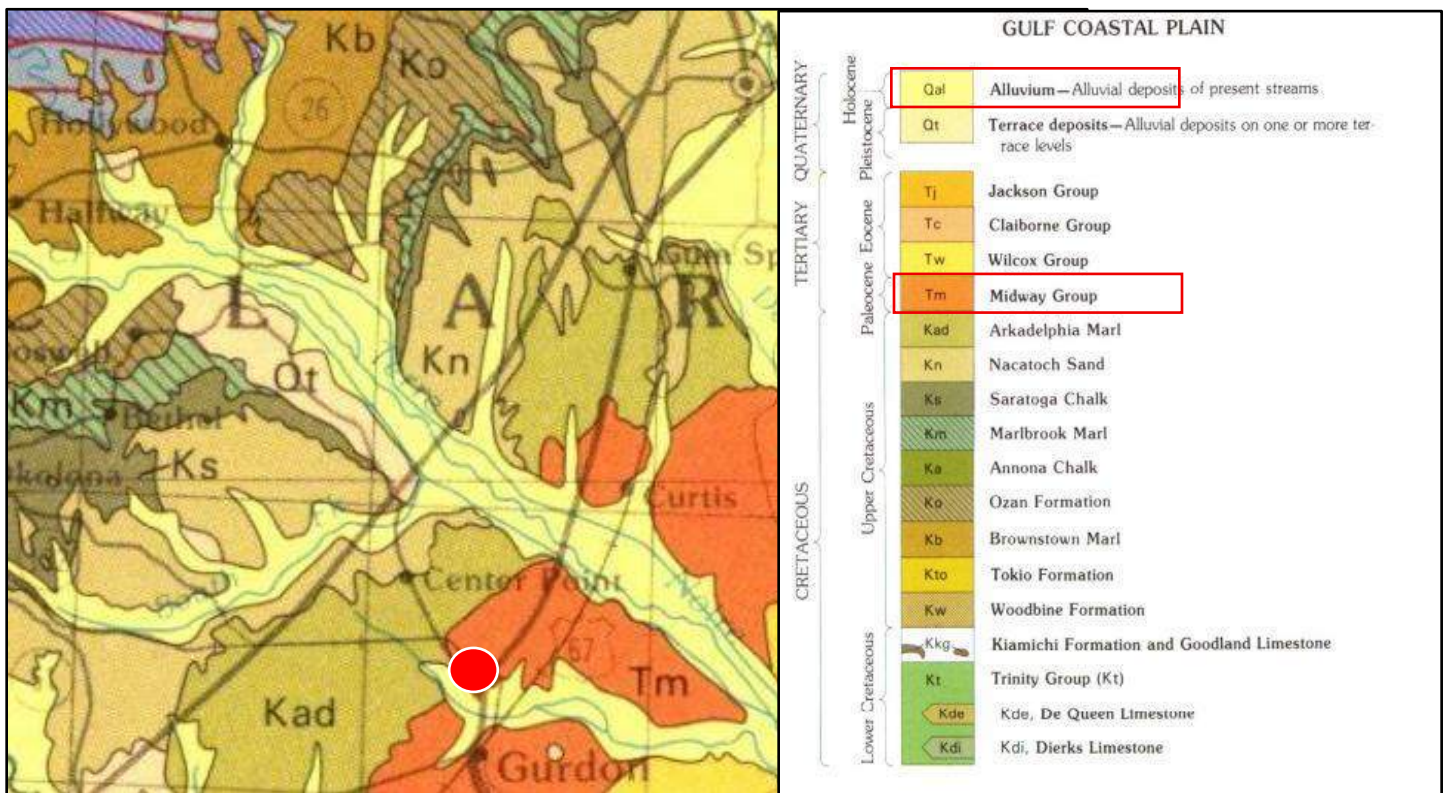 Kb
Ko
A
26
Hollywood
Halfway
Gum Sp
C L A R
Kn
Qt
Km
Bethel
Ks
okolona
Curtis
Center Point
67
Tm
Kad
Gurdon
GULF COASTAL PLAIN
QUATERNARY
Holocene
Pleistocene
TERTIARY
Eocene
Paleocene
CRETACEOUS
Upper Cretaceous
Lower Cretaceous
Qal Alluvium—Alluvial deposits of present streams
Qt Terrace deposits—Alluvial deposits on one or more ter-
race levels
Tj Jackson Group
Tc Claiborne Group
Tw Wilcox Group
Tm Midway Group
Kad Arkadelphia Marl
Kn Nacatoch Sand
Ks Saratoga Chalk
Km Marlbrook Marl
Ka Annona Chalk
Ko Ozan Formation
Kb Brownstown Marl
Kto Tokio Formation
Kw Woodbine Formation
Kkg Kiamichi Formation and Goodland Limestone
Kt Trinity Group (Kt)
Kde Kde, De Queen Limestone
Kdi Kdi, Dierks Limestone